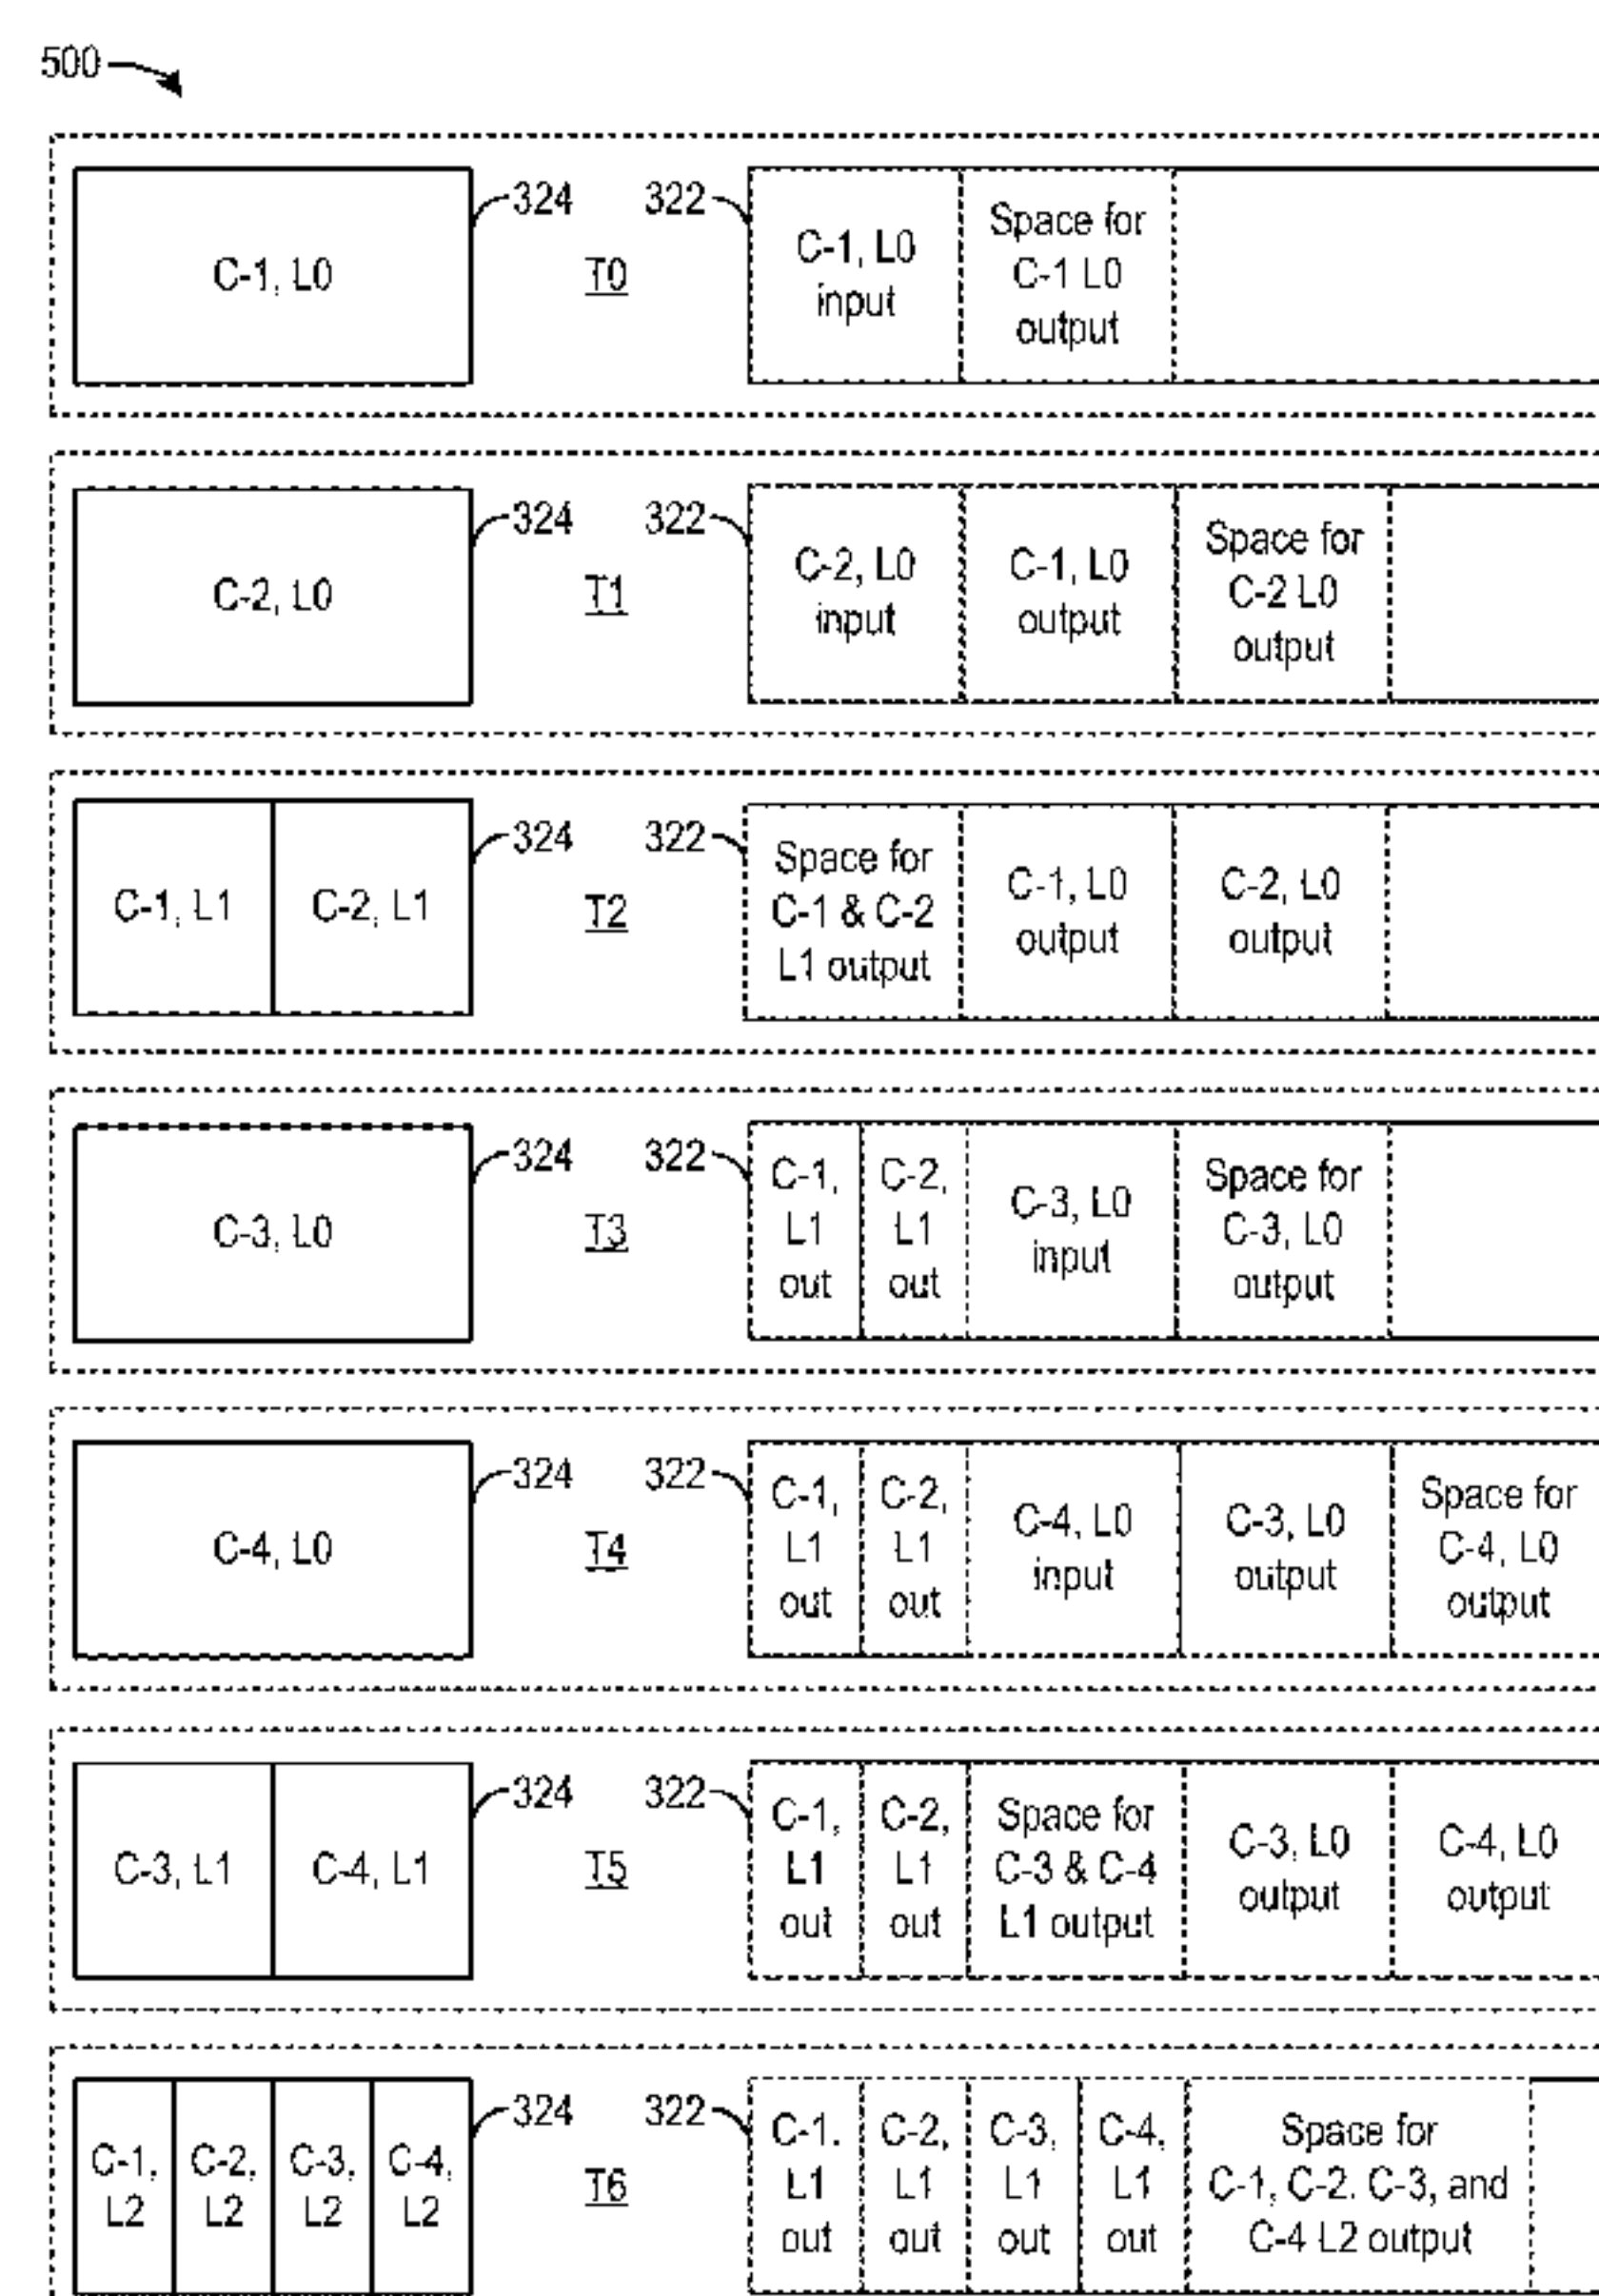 500
C-1, L0
324
T0
322
C-1, L0
input
Space for
C-1 L0
output
C-2, L0
324
T1
322
C-2, L0
input
C-1, L0
output
Space for
C-2 L0
output
C-1, L1
C-2, L1
324
T2
322
Space for
C-1 & C-2
L1 output
C-1, L0
output
C-2, L0
output
C-3, L0
324
T3
322
C-1,
L1
out
C-2,
L1
out
C-3, L0
input
Space for
C-3, L0
output
C-4, L0
324
T4
322
C-1,
L1
out
C-2,
L1
out
C-4, L0
input
C-3, L0
output
Space for
C-4, L0
output
C-3, L1
C-4, L1
324
T5
322
C-1,
L1
out
C-2,
L1
out
Space for
C-3 & C-4
L1 output
C-3, L0
output
C-4, L0
output
C-1,
L2
C-2,
L2
C-3,
L2
C-4,
L2
324
T6
322
C-1.
L1
out
C-2,
L1
out
C-3,
L1
out
C-4,
L1
out
Space for
C-1, C-2. C-3, and
C-4 L2 output